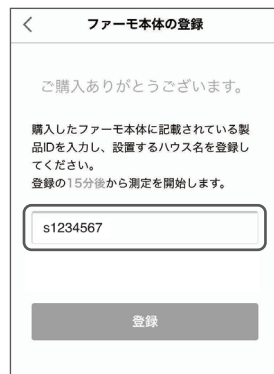 ファーモ本体の登録
ご購入ありがとうございます。
購入したファーモ本体に記載されている製
品IDを入力し、設置するハウス名を登録し
てください。
登録の15分後から測定を開始します。
s1234567
登録